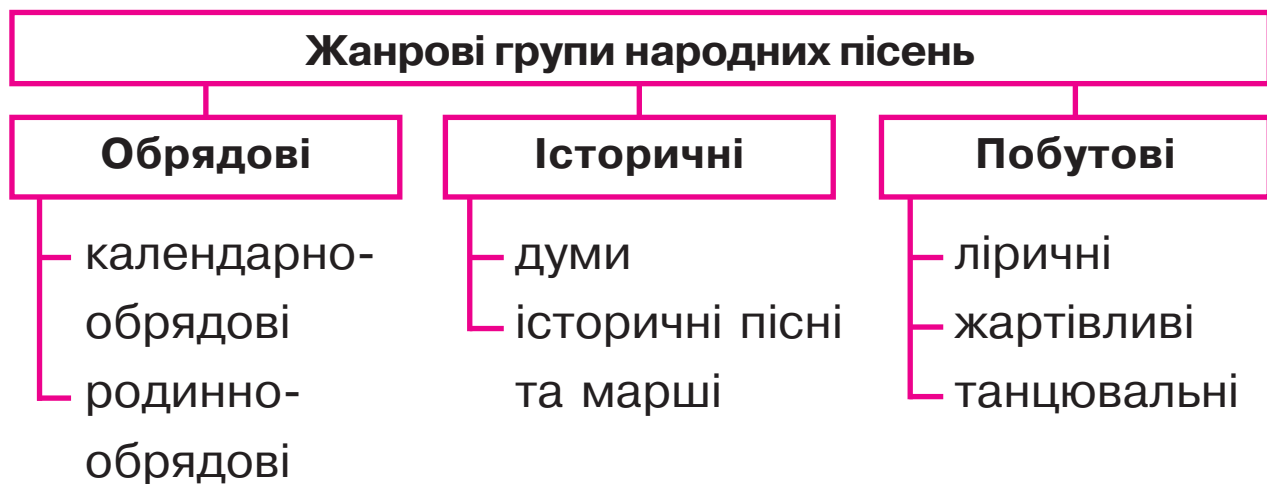 Жанрові групи народних пісень
Обрядові
календарно-
обрядові
родинно-
обрядові
Історичні
думи
історичні пісні
та марші
Побутові
ліричні
жартівливі
танцювальні